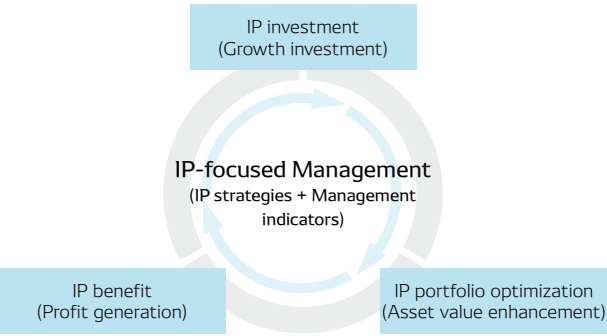 IP investment
(Growth investment)
IP-focused Management
(IP strategies + Management
indicators)
IP benefit
(Profit generation)
IP portfolio optimization
(Asset value enhancement)